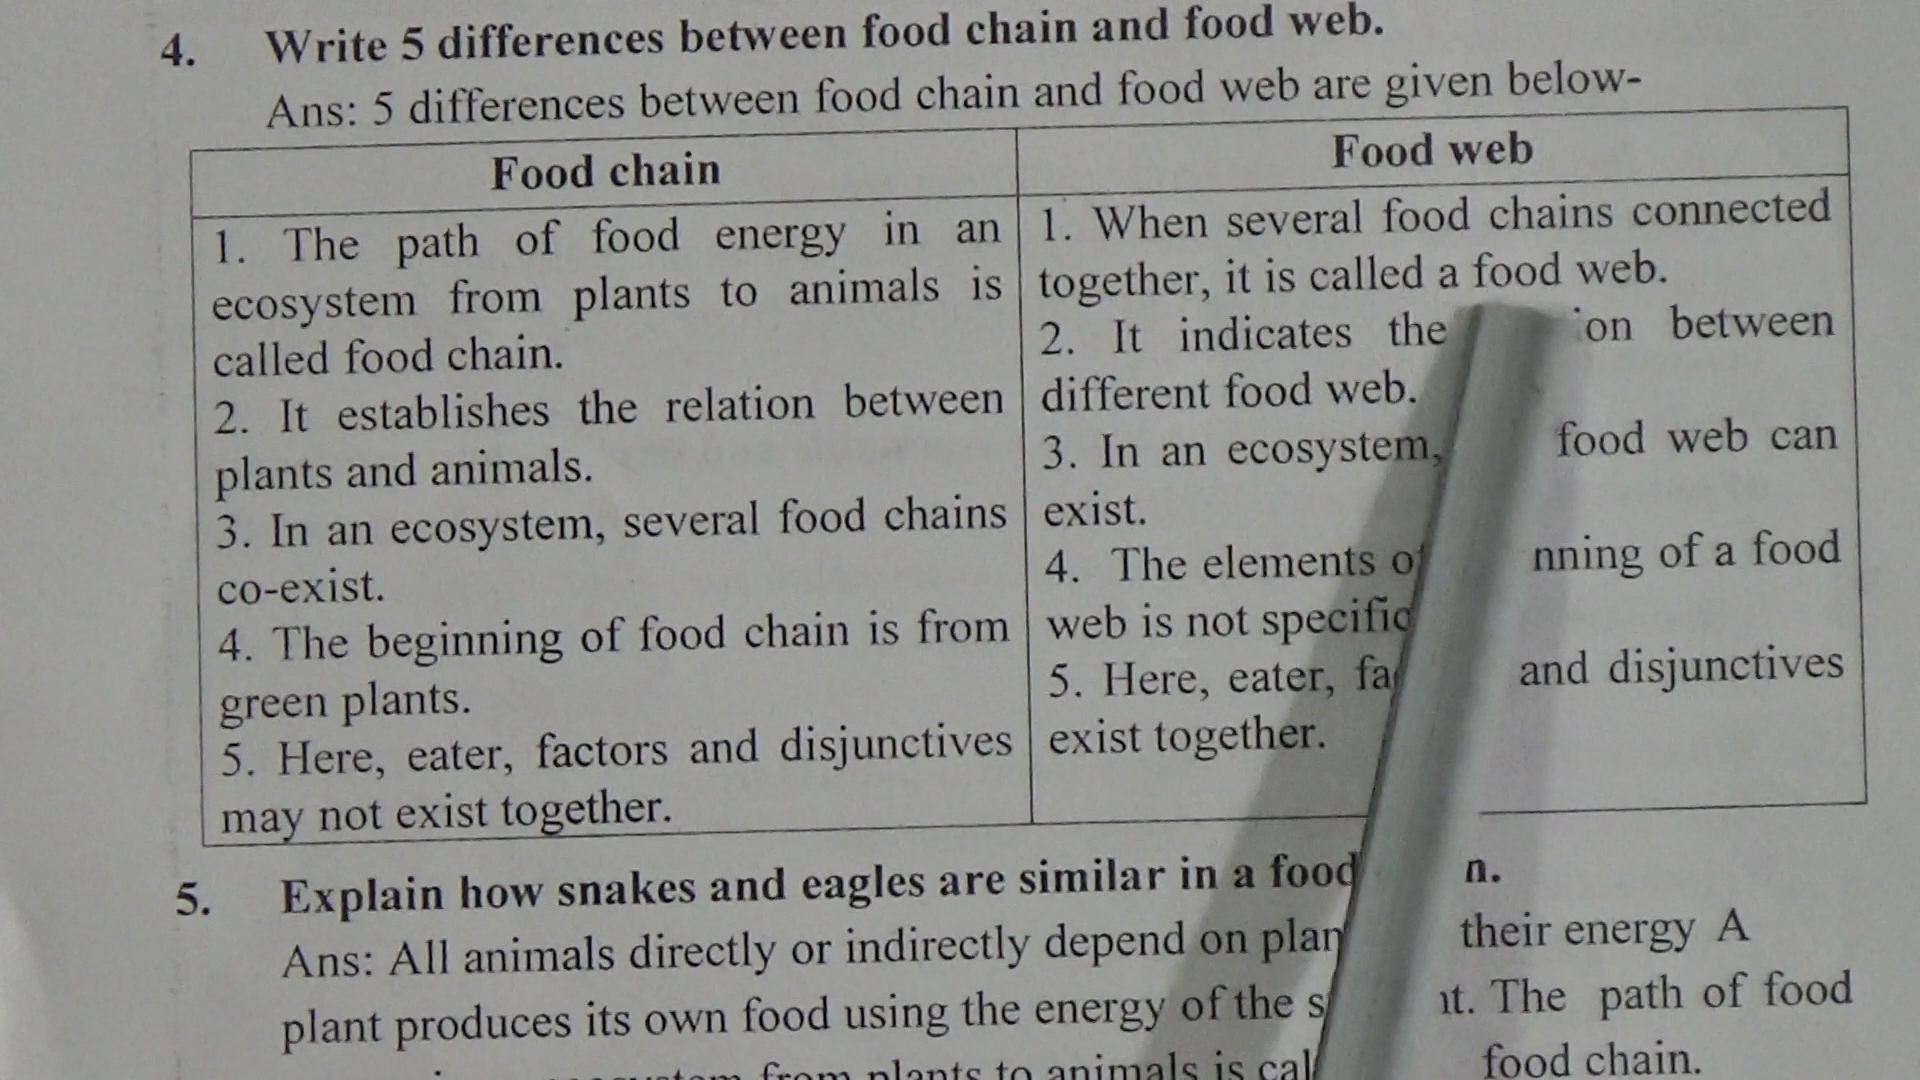 4. Write 5 differences between food chain and food web.
Ans: 5 differences between food chain and food web are given below-
Food chain
1. The path of food energy in an
ecosystem from plants to animals is
called food chain.
2. It establishes the relation between
plants and animals.
3. In an ecosystem, several food chains
co-exist.
4. The beginning of food chain is from
green plants.
5. Here, eater, factors and disjunctives
may not exist together.
Food web
1. When several food chains connected
together, it is called a food web.
2. It indicates the between
different food web.
3. In an ecosystem, food web can
exist.
4. The elements of a food
web is not specific
5. Here, eater, and disjunctives
exist together.
5. Explain how snakes and eagles are similar in a food
Ans: All animals directly or indirectly depend on their energy A
plant produces its own food using the energy of the The path of food
from plants to animals is food chain.